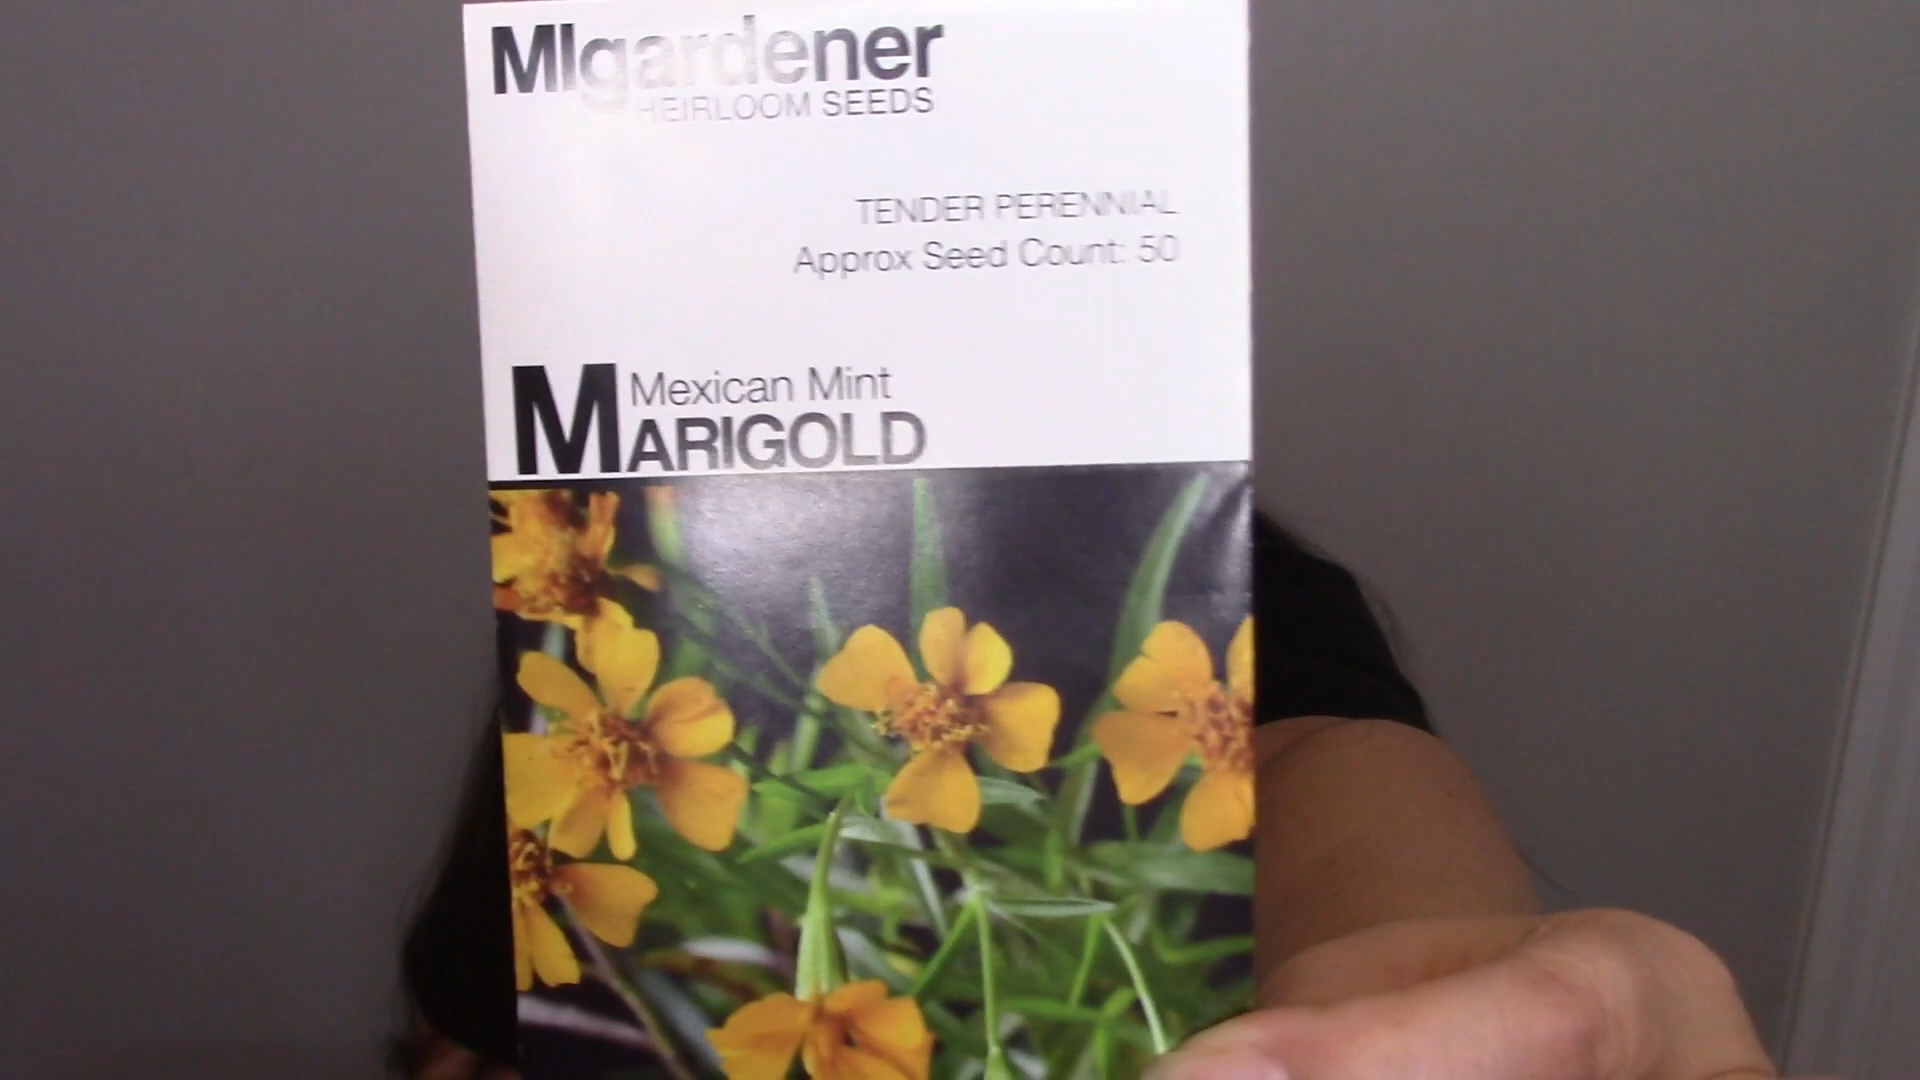 MIgardener
HEIRLOOM SEEDS
TENDER PERENNIAL
Approx Seed Count: 50
Mexican Mint
MARIGOLD